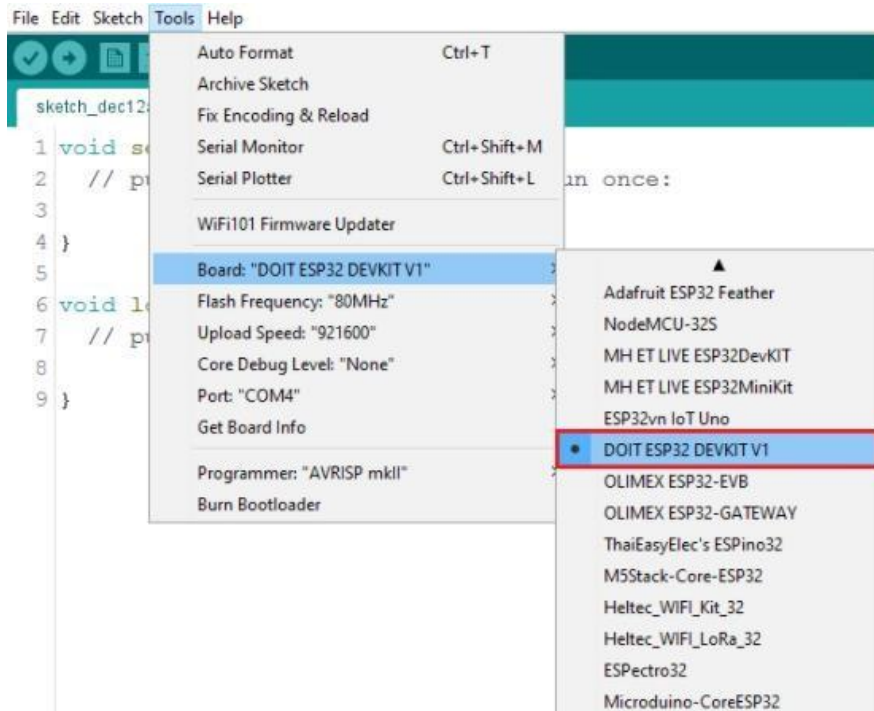 File Edit Sketch Tools Help
Auto Format Ctrl+T
Archive Sketch
Fix Encoding & Reload
Serial Monitor Ctrl+Shift+M
Serial Plotter Ctrl+Shift+L
WiFi101 Firmware Updater
Board: "DOIT ESP32 DEVKIT V1"
Flash Frequency: "80MHz"
Upload Speed: "921600"
Core Debug Level: "None"
Port: "COM4"
Get Board Info
Programmer: "AVRISP mkII"
Burn Bootloader
Adafruit ESP32 Feather
NodeMCU-32S
MH ET LIVE ESP32DevKIT
MH ET LIVE ESP32MiniKit
ESP32vn IoT Uno
DOIT ESP32 DEVKIT V1
OLIMEX ESP32-EVB
OLIMEX ESP32-GATEWAY
ThaiEasyElec's ESPino32
M5Stack-Core-ESP32
Heltec_WIFI_Kit_32
Heltec_WIFI_LoRa_32
ESPectro32
Microduino-CoreESP32
sketch_dec12
1 void s
2 // p once:
3
4 }
5
6 void l
7 // p
8
9 }